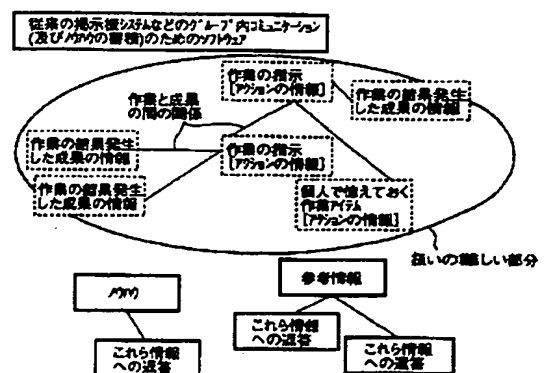 従来の掲示板システムなどのグループ内コミュニケーション
(及びノウハウの蓄積)のためのソフトウェア
作業の指示
[アクションの情報]
作業の結果発生
した成果の情報
作業と成果
の間の関係
作業の結果発生
した成果の情報
作業の指示
[アクションの情報]
作業の結果発生
した成果の情報
個人で憶えておく
作業アイテム
[アクションの情報]
扱いの難しい部分
ノウハウ
参考情報
これら情報
への返答
これら情報
への返答
これら情報
への返答